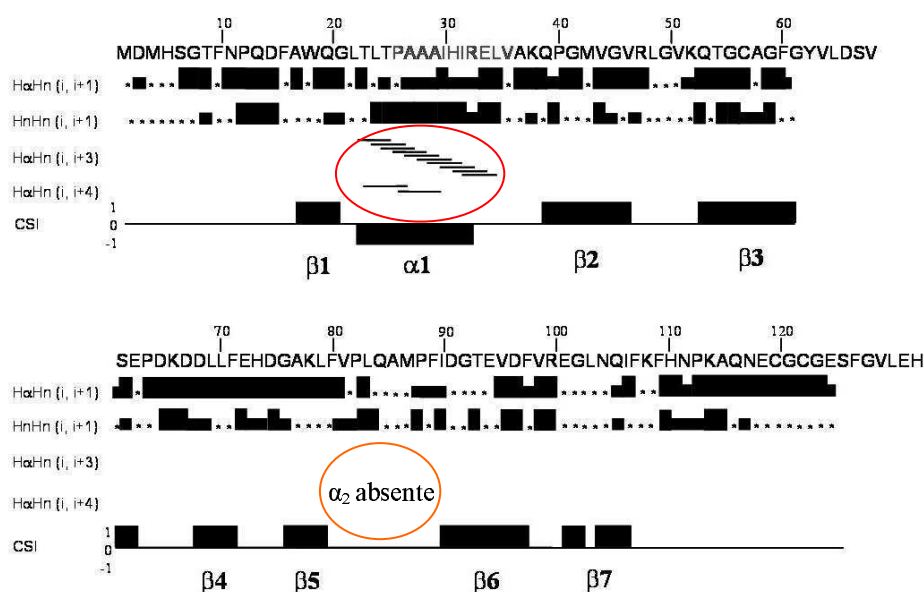 10 20 30 40 50 60
MDMHSGTFNPQDFAWQGLTLTPAAAIHIRELVAKQPGMVGVRLGVKQTGCAGFGYVLDSV
HαHn (i, i+1)
HnHn (i, i+1)
HαHn (i, i+3)
HαHn (i, i+4)
1
CSI 0
-1
β1 α1 β2 β3
70 80 90 100 110 120
SEPDKDDLLFEHDGAKLFVPLQAMPFIDGTEVDFVREGLNQIFKFHNPKAQNECGCGESFGVLEH
HαHn (i, i+1)
HnHn (i, i+1)
HαHn (i, i+3)
α2 absente
HαHn (i, i+4)
1
CSI 0
-1
β4 β5 β6 β7